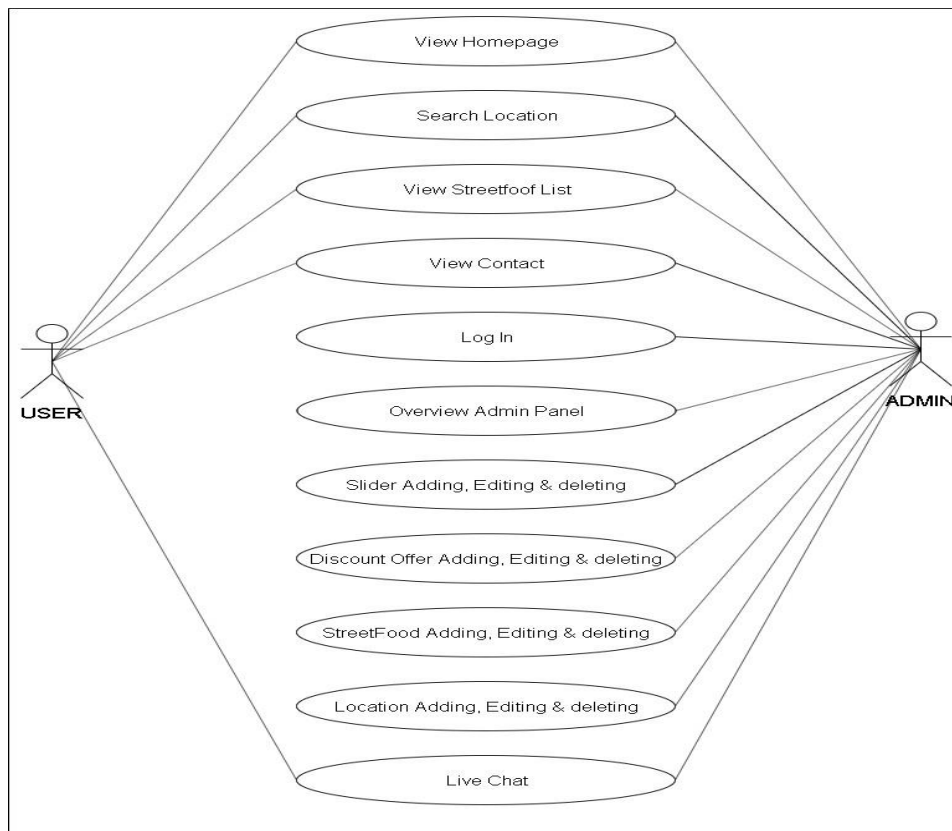 View Homepage
Search Location
View Streetfoof List
View Contact
Log In
USER
Overview Admin Panel
ADMIN
Slider Adding, Editing & deleting
Discount Offer Adding, Editing & deleting
StreetFood Adding, Editing & deleting
Location Adding, Editing & deleting
Live Chat